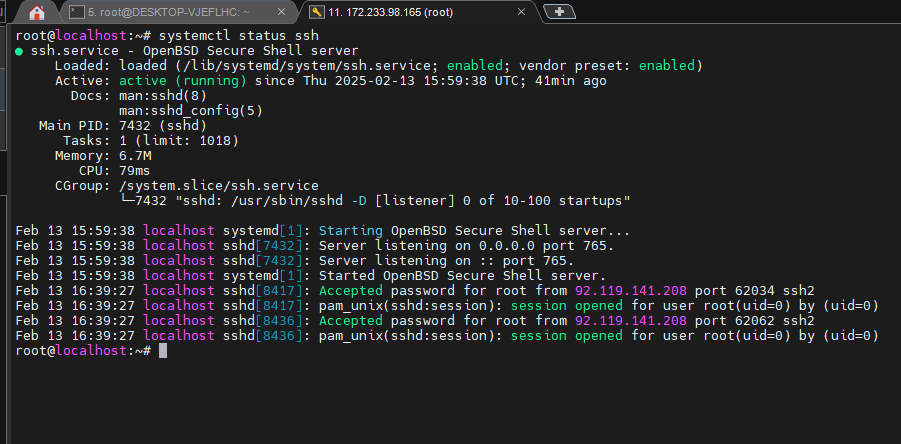 5. root@DESKTOP-VJEFLHC: ~
11. 172.233.98.165 (root)
root@localhost:~# systemctl status ssh
● ssh.service - OpenBSD Secure Shell server
Loaded: loaded (/lib/systemd/system/ssh.service; enabled; vendor preset: enabled)
Active: active (running) since Thu 2025-02-13 15:59:38 UTC; 41min ago
Docs: man:sshd(8)
man:sshd_config(5)
Main PID: 7432 (sshd)
Tasks: 1 (limit: 1018)
Memory: 6.7M
CPU: 79ms
CGroup: /system.slice/ssh.service
└─7432 "sshd: /usr/sbin/sshd -D [listener] 0 of 10-100 startups"
Feb 13 15:59:38 localhost systemd[1]: Starting OpenBSD Secure Shell server...
Feb 13 15:59:38 localhost sshd[7432]: Server listening on 0.0.0.0 port 765.
Feb 13 15:59:38 localhost sshd[7432]: Server listening on :: port 765.
Feb 13 15:59:38 localhost systemd[1]: Started OpenBSD Secure Shell server.
Feb 13 16:39:27 localhost sshd[8417]: Accepted password for root from 92.119.141.208 port 62034 ssh2
Feb 13 16:39:27 localhost sshd[8417]: pam_unix(sshd:session): session opened for user root(uid=0) by (uid=0)
Feb 13 16:39:27 localhost sshd[8436]: Accepted password for root from 92.119.141.208 port 62062 ssh2
Feb 13 16:39:27 localhost sshd[8436]: pam_unix(sshd:session): session opened for user root(uid=0) by (uid=0)
root@localhost:~#